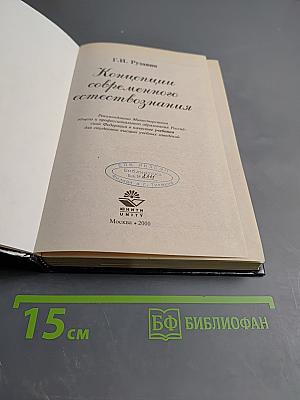 Г.И. Рузавин
Концепции
современного
естествознания
Рекомендовано Министерством
общего и профессионального образования Россий-
ской Федерации в качестве учебника
для студентов высших учебных заведений
БИБЛИОТЕКА
ЮНИТИ
UNITY
Москва • 2000
15 см
БФ БИБЛИОФАН